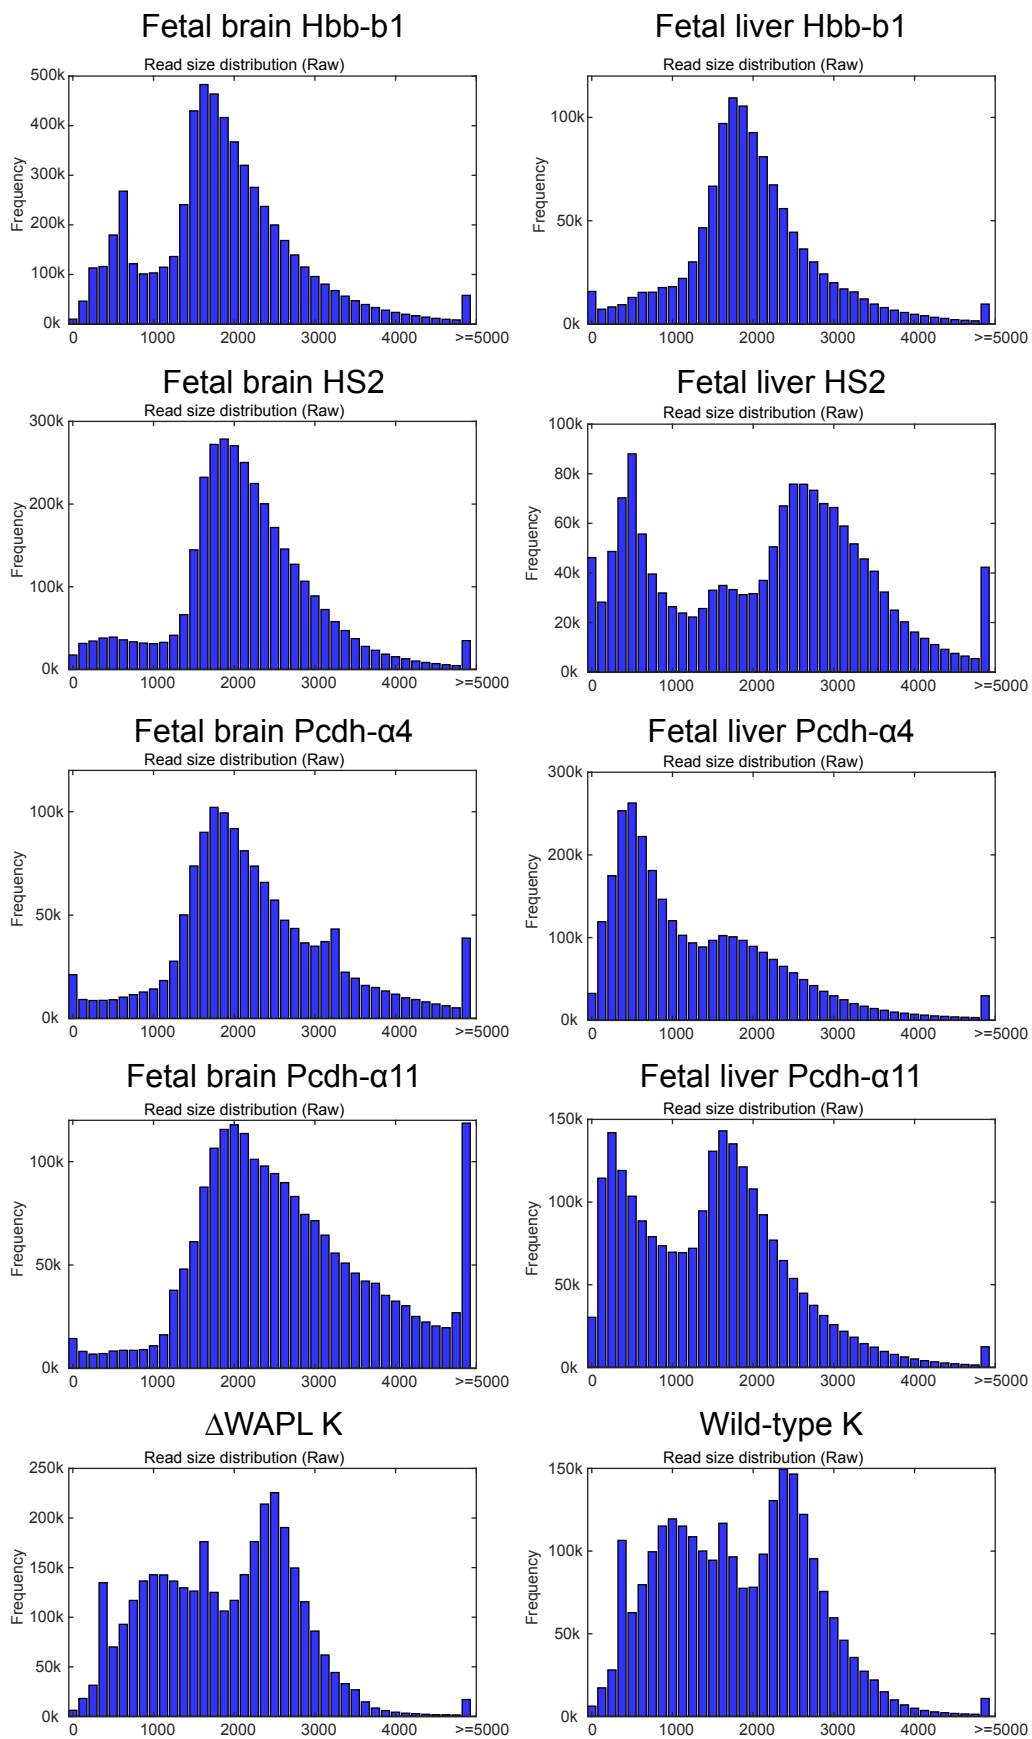 Fetal brain Hbb-b1
Read size distribution (Raw)
Frequency
500k
400k
300k
200k
100k
0k
0 1000 2000 3000 4000 >=5000
Fetal liver Hbb-b1
Read size distribution (Raw)
Frequency
100k
50k
0k
0 1000 2000 3000 4000 >=5000
Fetal brain HS2
Read size distribution (Raw)
Frequency
300k
200k
100k
0k
0 1000 2000 3000 4000 >=5000
Fetal liver HS2
Read size distribution (Raw)
Frequency
100k
80k
60k
40k
20k
0k
0 1000 2000 3000 4000 >=5000
Fetal brain Pcdh-α4
Read size distribution (Raw)
Frequency
100k
50k
0k
0 1000 2000 3000 4000 >=5000
Fetal liver Pcdh-α4
Read size distribution (Raw)
Frequency
300k
200k
100k
0k
0 1000 2000 3000 4000 >=5000
Fetal brain Pcdh-α11
Read size distribution (Raw)
Frequency
100k
50k
0k
0 1000 2000 3000 4000 >=5000
Fetal liver Pcdh-α11
Read size distribution (Raw)
Frequency
150k
100k
50k
0k
0 1000 2000 3000 4000 >=5000
ΔWAPL K
Read size distribution (Raw)
Frequency
250k
200k
150k
100k
50k
0k
0 1000 2000 3000 4000 >=5000
Wild-type K
Read size distribution (Raw)
Frequency
150k
100k
50k
0k
0 1000 2000 3000 4000 >=5000